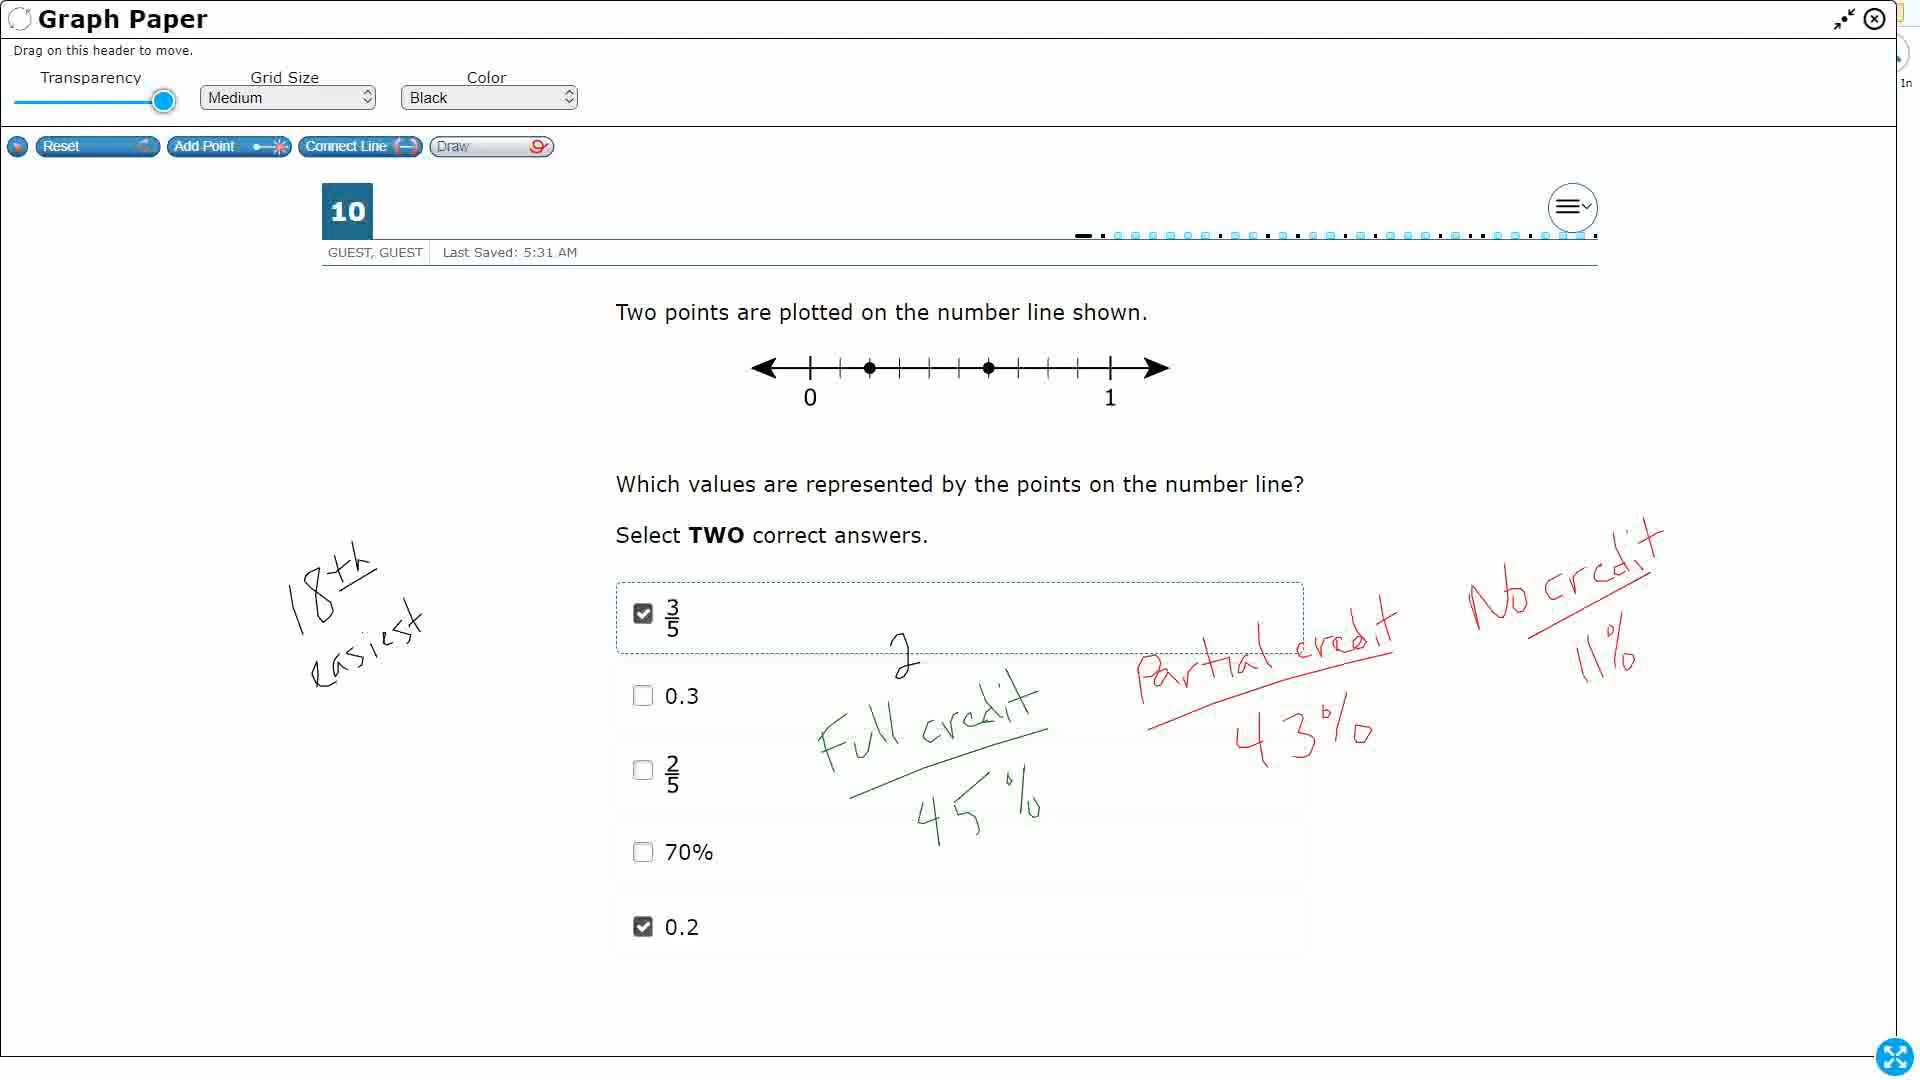 Graph Paper
Drag on this header to move.
Transparency
Grid Size
Color
Medium
Black
Reset
Add Point
Connect Line
Draw
1n
10
GUEST, GUEST
Last Saved: 5:31 AM
Two points are plotted on the number line shown.
0 1
Which values are represented by the points on the number line?
Select TWO correct answers.
3/5
0.3
2/5
70%
0.2
18th
easiest
2
Full credit
45%
Partial credit
43%
No credit
11%